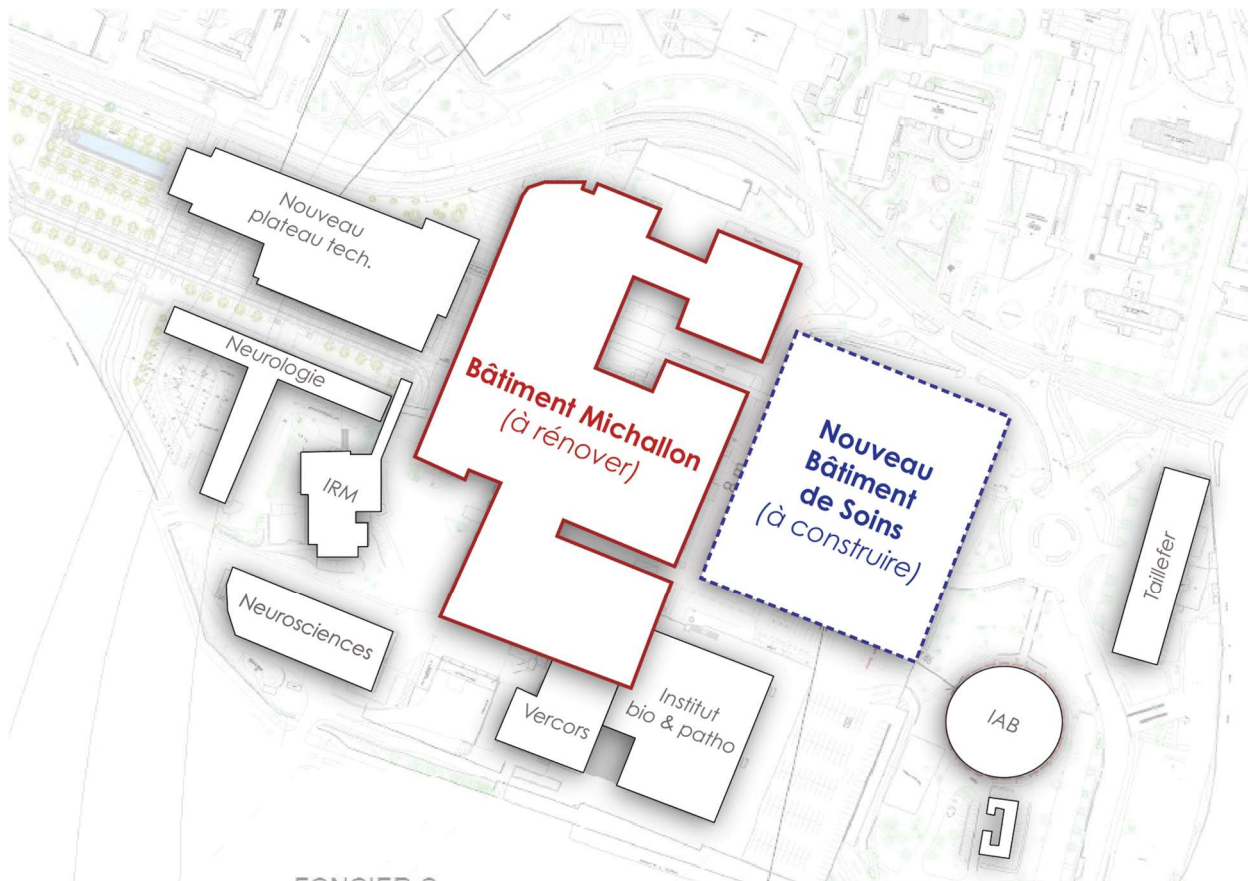 Nouveau
plateau tech.
Neurologie
IRM
Neurosciences
Bâtiment Michallon
(à rénover)
Nouveau
Bâtiment
de Soins
(à construire)
Vercors
Institut
bio & patho
IAB
Taillefer